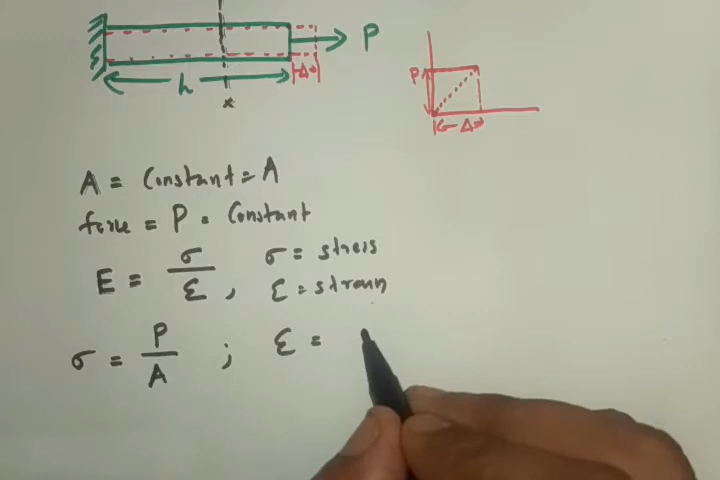 P
Δ
h
x
P
Δ
A = Constant = A
force = P = Constant
E = σ / ε , σ = stress
ε = strain
σ = P / A ; ε =